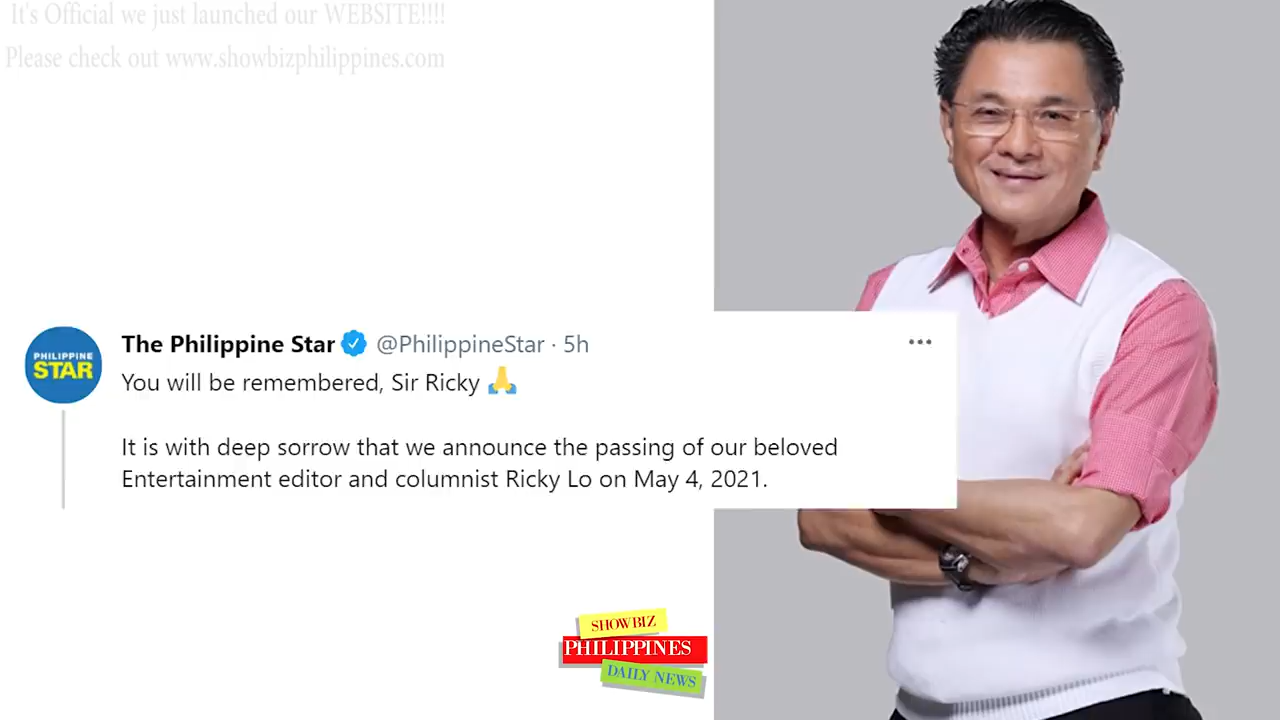 It's Official we just launched our WEBSITE!!!!
Please check out www.showbizphilippines.com
PHILIPPINE
STAR
The Philippine Star @PhilippineStar · 5h
You will be remembered, Sir Ricky 🙏
It is with deep sorrow that we announce the passing of our beloved
Entertainment editor and columnist Ricky Lo on May 4, 2021.
SHOWBIZ
PHILIPPINES
DAILY NEWS